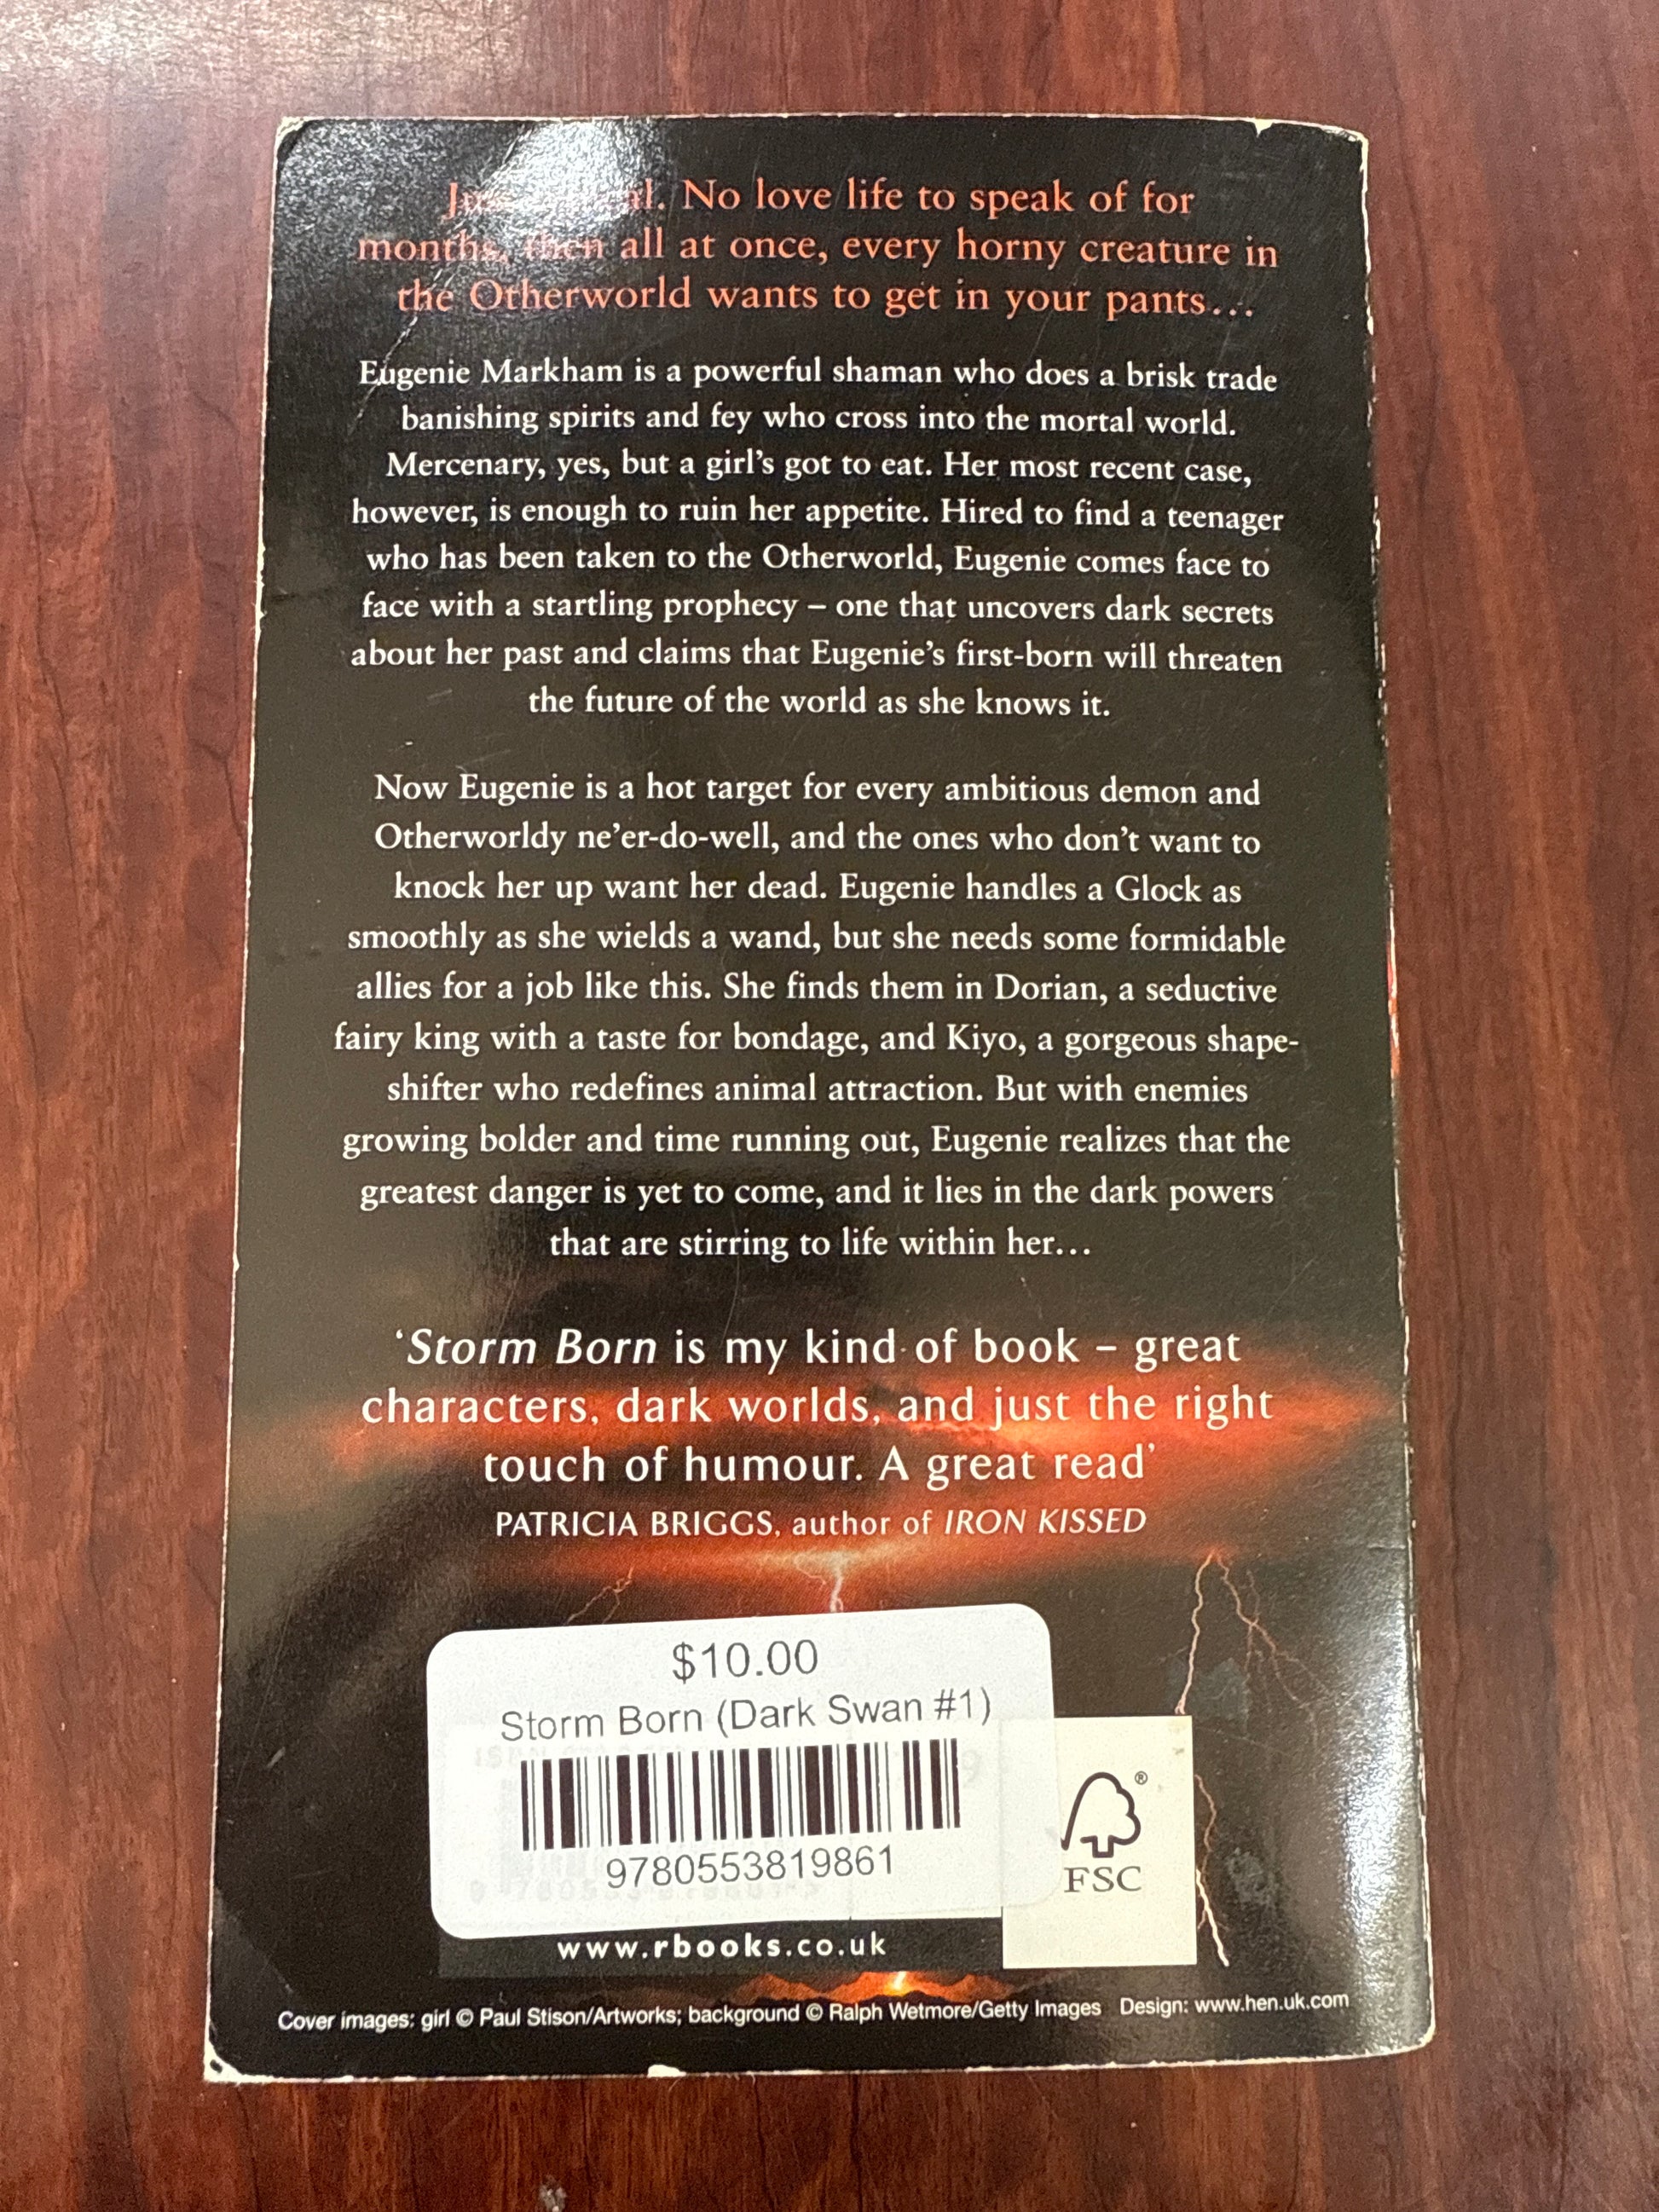 al. No love life to speak of for
months, then all at once, every horny creature in
the Otherworld wants to get in your pants...
Eugenie Markham is a powerful shaman who does a brisk trade
banishing spirits and fey who cross into the mortal world.
Mercenary, yes, but a girl's got to eat. Her most recent case,
however, is enough to ruin her appetite. Hired to find a teenager
who has been taken to the Otherworld, Eugenie comes face to
face with a startling prophecy – one that uncovers dark secrets
about her past and claims that Eugenie's first-born will threaten
the future of the world as she knows it.
Now Eugenie is a hot target for every ambitious demon and
Otherworldy ne'er-do-well, and the ones who don't want to
knock her up want her dead. Eugenie handles a Glock as
smoothly as she wields a wand, but she needs some formidable
allies for a job like this. She finds them in Dorian, a seductive
fairy king with a taste for bondage, and Kiyo, a gorgeous shape-
shifter who redefines animal attraction. But with enemies
growing bolder and time running out, Eugenie realizes that the
greatest danger is yet to come, and it lies in the dark powers
that are stirring to life within her...
'Storm Born is my kind of book – great
characters, dark worlds, and just the right
touch of humour. A great read'
PATRICIA BRIGGS, author of IRON KISSED
$10.00
Storm Born (Dark Swan #1)
9780553819861
®
FSC
www.rbooks.co.uk
Cover images: girl © Paul Stison/Artworks; background © Ralph Wetmore/Getty Images Design: www.hen.uk.com